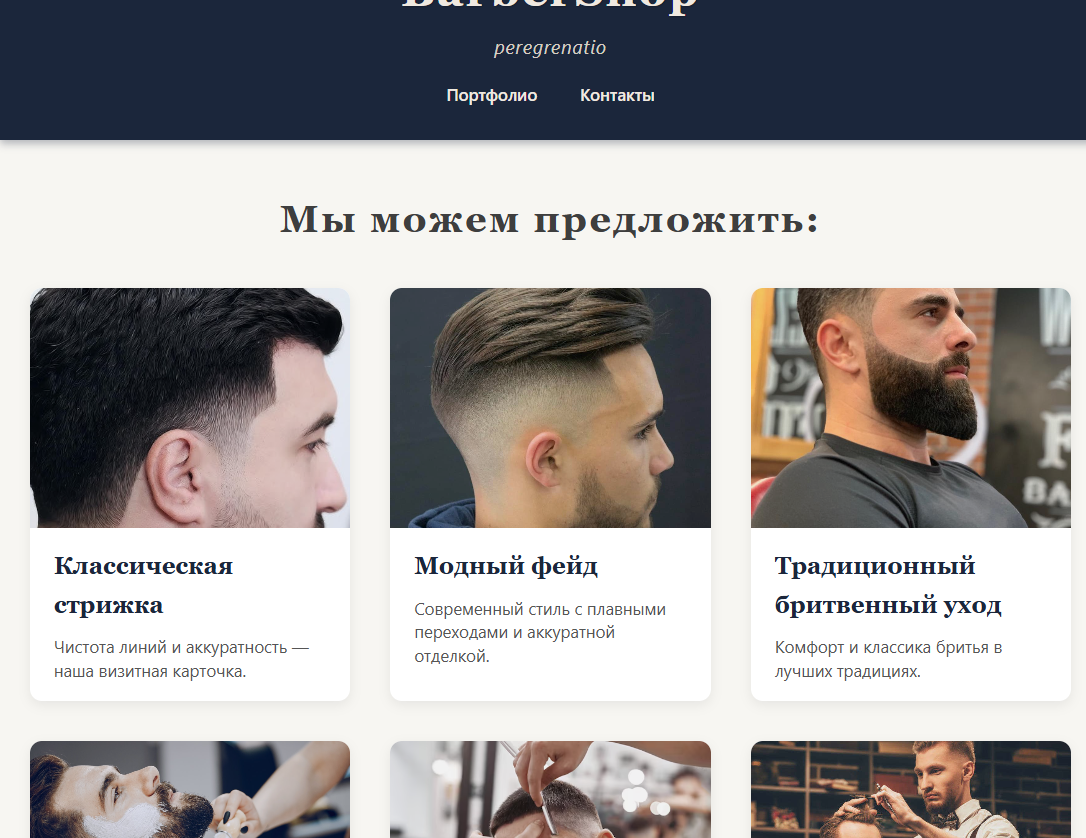 BarberShop
peregrenatio
Портфолио Контакты
Мы можем предложить:
Классическая
стрижка
Чистота линий и аккуратность —
наша визитная карточка.
Модный фейд
Современный стиль с плавными
переходами и аккуратной
отделкой.
Традиционный
бритвенный уход
Комфорт и классика бритья в
лучших традициях.